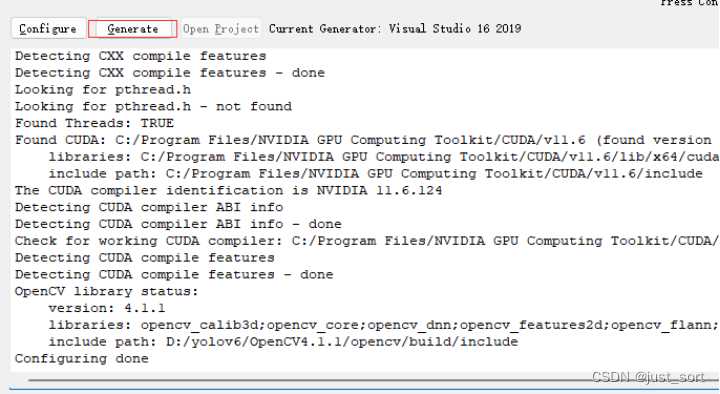 Press Con
Configure Generate Open Project Current Generator: Visual Studio 16 2019
Detecting CXX compile features
Detecting CXX compile features - done
Looking for pthread.h
Looking for pthread.h - not found
Found Threads: TRUE
Found CUDA: C:/Program Files/NVIDIA GPU Computing Toolkit/CUDA/v11.6 (found version
libraries: C:/Program Files/NVIDIA GPU Computing Toolkit/CUDA/v11.6/lib/x64/cuda
include path: C:/Program Files/NVIDIA GPU Computing Toolkit/CUDA/v11.6/include
The CUDA compiler identification is NVIDIA 11.6.124
Detecting CUDA compiler ABI info
Detecting CUDA compiler ABI info - done
Check for working CUDA compiler: C:/Program Files/NVIDIA GPU Computing Toolkit/CUDA/
Detecting CUDA compile features
Detecting CUDA compile features - done
OpenCV library status:
version: 4.1.1
libraries: opencv_calib3d;opencv_core;opencv_dnn;opencv_features2d;opencv_flann;
include path: D:/yolov6/OpenCV4.1.1/opencv/build/include
Configuring done
CSDN @just_sort